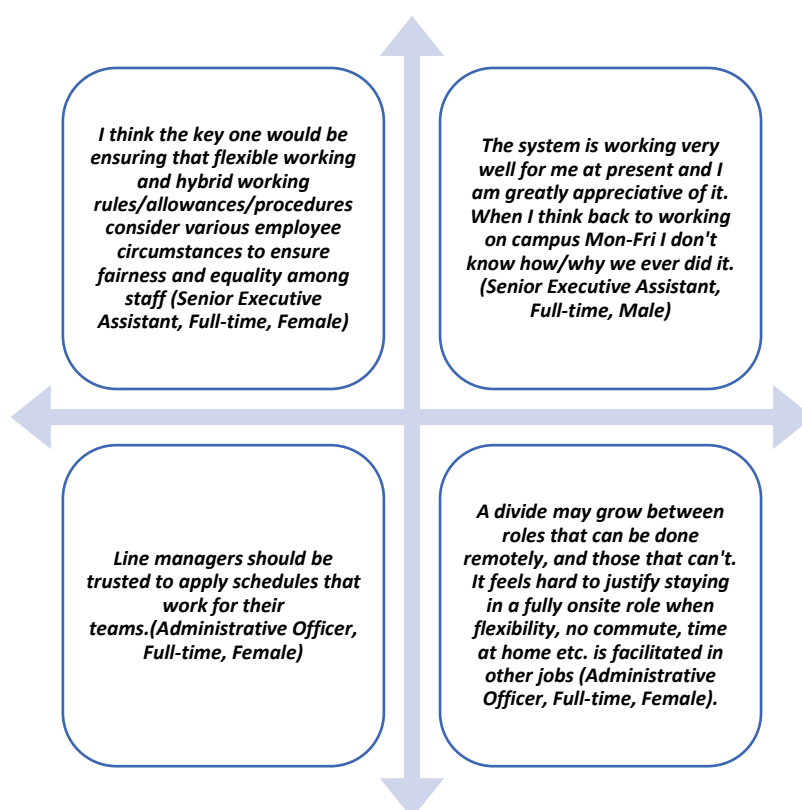 I think the key one would be
ensuring that flexible working
and hybrid working
rules/allowances/procedures
consider various employee
circumstances to ensure
fairness and equality among
staff (Senior Executive
Assistant, Full-time, Female)
The system is working very
well for me at present and I
am greatly appreciative of it.
When I think back to working
on campus Mon-Fri I don't
know how/why we ever did it.
(Senior Executive Assistant,
Full-time, Male)
Line managers should be
trusted to apply schedules that
work for their
teams.(Administrative Officer,
Full-time, Female)
A divide may grow between
roles that can be done
remotely, and those that can't.
It feels hard to justify staying
in a fully onsite role when
flexibility, no commute, time
at home etc. is facilitated in
other jobs (Administrative
Officer, Full-time, Female).